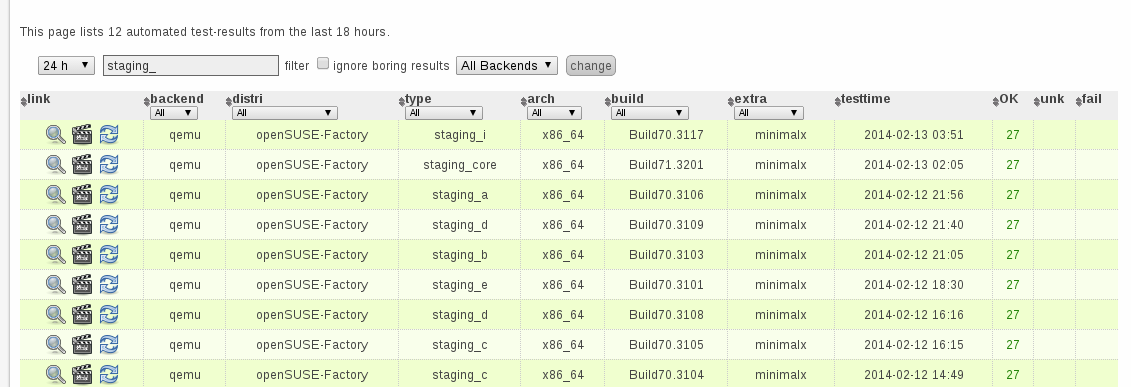 This page lists 12 automated test-results from the last 18 hours.
24 h staging_ filter ignore boring results All Backends change
link backend distri type arch build extra testtime OK unk fail
All All All All All All
qemu openSUSE-Factory staging_i x86_64 Build70.3117 minimalx 2014-02-13 03:51 27
qemu openSUSE-Factory staging_core x86_64 Build71.3201 minimalx 2014-02-13 02:05 27
qemu openSUSE-Factory staging_a x86_64 Build70.3106 minimalx 2014-02-12 21:56 27
qemu openSUSE-Factory staging_d x86_64 Build70.3109 minimalx 2014-02-12 21:40 27
qemu openSUSE-Factory staging_b x86_64 Build70.3103 minimalx 2014-02-12 21:05 27
qemu openSUSE-Factory staging_e x86_64 Build70.3101 minimalx 2014-02-12 18:30 27
qemu openSUSE-Factory staging_d x86_64 Build70.3108 minimalx 2014-02-12 16:16 27
qemu openSUSE-Factory staging_c x86_64 Build70.3105 minimalx 2014-02-12 16:15 27
qemu openSUSE-Factory staging_c x86_64 Build70.3104 minimalx 2014-02-12 14:49 27